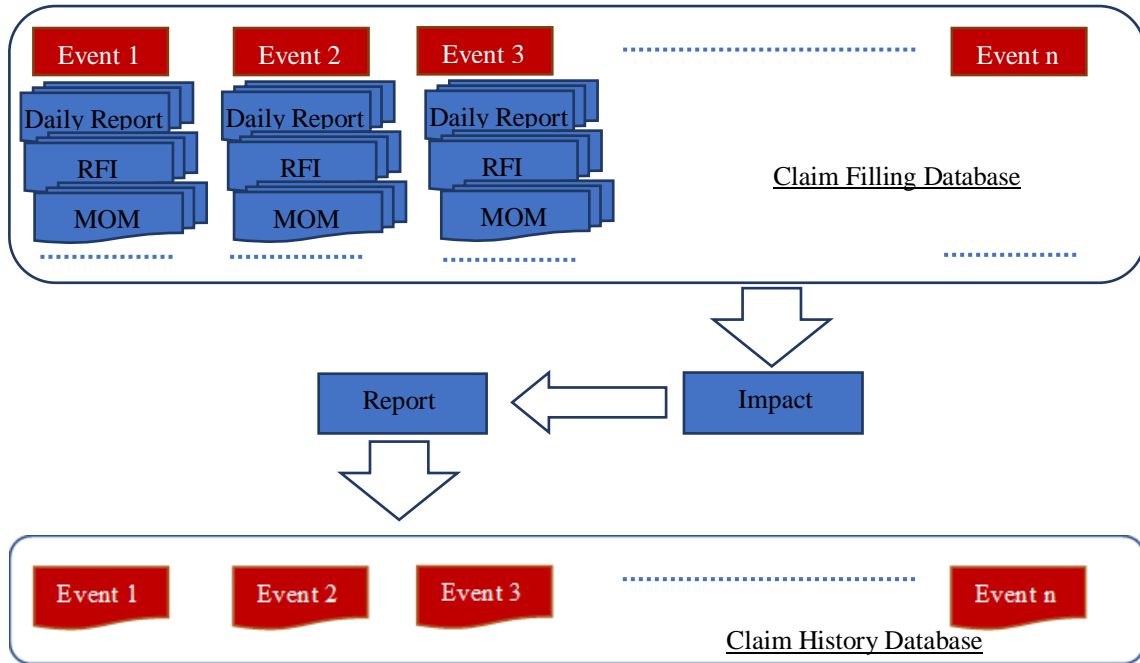 Event 1
Event 2
Event 3
Event n
Daily Report
Daily Report
Daily Report
RFI
RFI
RFI
Claim Filling Database
MOM
MOM
MOM
Report
Impact
Event 1
Event 2
Event 3
Event n
Claim History Database